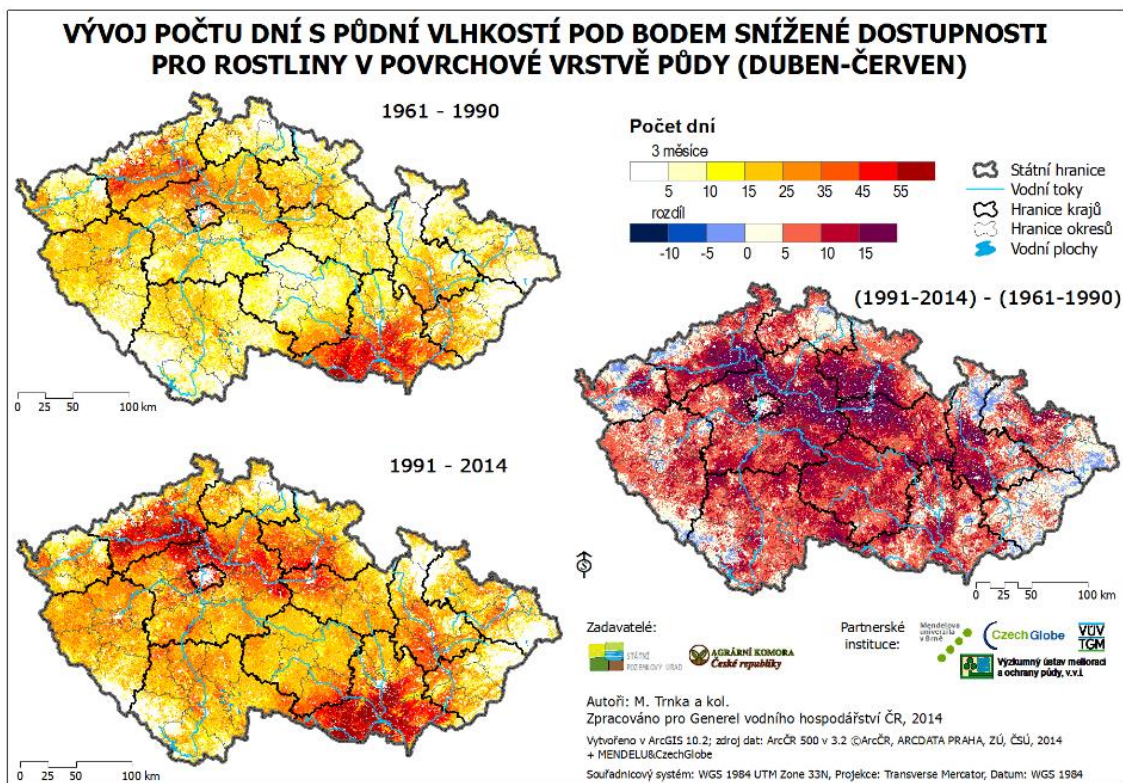 VÝVOJ POČTU DNÍ S PŮDNÍ VLHKOSTÍ POD BODEM SNÍŽENÉ DOSTUPNOSTI
PRO ROSTLINY V POVRCHOVÉ VRSTVĚ PŮDY (DUBEN-ČERVEN)
1961 - 1990
0 25 50 100 km
1991 - 2014
0 25 50 100 km
Počet dní
3 měsíce
5 10 15 25 35 45 55
rozdíl
-10 -5 0 5 10 15
Státní hranice
Vodní toky
Hranice krajů
Hranice okresů
Vodní plochy
(1991-2014) - (1961-1990)
0 25 50 100 km
Zadavatelé:
STÁTNÍ
POZEMKOVÝ ÚŘAD
AGRÁRNÍ KOMORA
České republiky
Partnerské
instituce:
Mendelova
univerzita
v Brně
CzechGlobe
VÚV
TGM
Výzkumný ústav meliorací
a ochrany půdy, v.v.i.
Autoři: M. Trnka a kol.
Zpracováno pro Generel vodního hospodářství ČR, 2014
Vytvořeno v ArcGIS 10.2; zdroj dat: ArcČR 500 v 3.2 ©ArcČR, ARCDATA PRAHA, ZÚ, ČSÚ, 2014
+ MENDELU&CzechGlobe
Souřadnicový systém: WGS 1984 UTM Zone 33N, Projekce: Transverse Mercator, Datum: WGS 1984